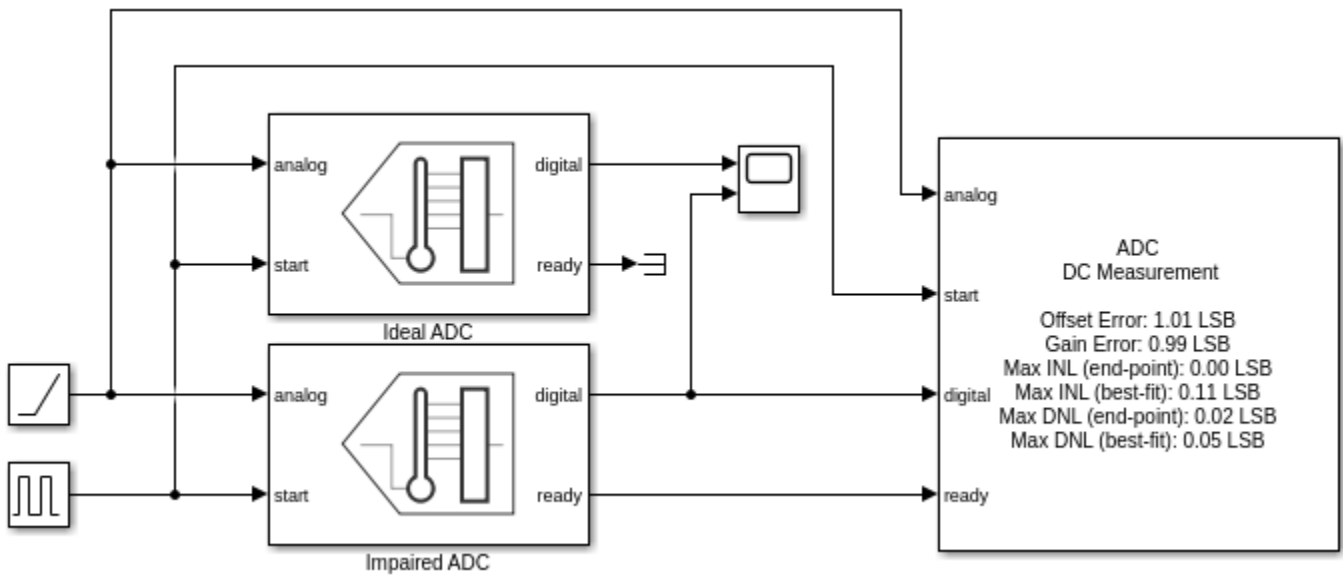 analog
start
digital
ready
Ideal ADC
analog
start
digital
ready
Impaired ADC
analog
start
digital
ready
ADC
DC Measurement
Offset Error: 1.01 LSB
Gain Error: 0.99 LSB
Max INL (end-point): 0.00 LSB
Max INL (best-fit): 0.11 LSB
Max DNL (end-point): 0.02 LSB
Max DNL (best-fit): 0.05 LSB